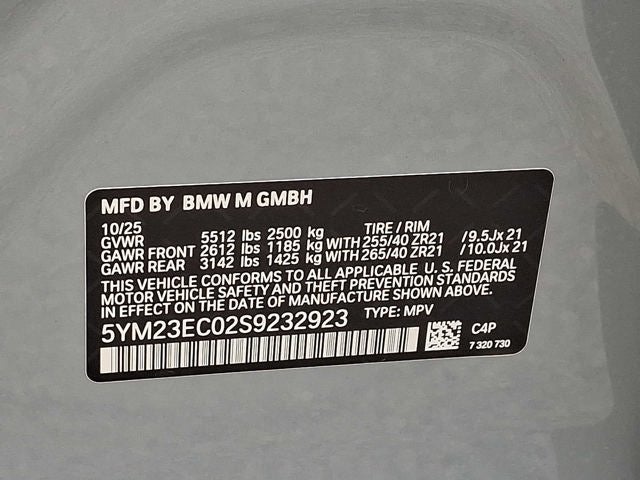 MFD BY BMW M GMBH
10/25
GVWR 5512 lbs 2500 kg TIRE / RIM
GAWR FRONT 2612 lbs 1185 kg WITH 255/40 ZR21 /9.5Jx 21
GAWR REAR 3142 lbs 1425 kg WITH 265/40 ZR21 /10.0Jx 21
THIS VEHICLE CONFORMS TO ALL APPLICABLE U. S. FEDERAL
MOTOR VEHICLE SAFETY AND THEFT PREVENTION STANDARDS
IN EFFECT ON THE DATE OF MANUFACTURE SHOWN ABOVE.
5YM23EC02S9232923 TYPE: MPV
C4P
7 320 730